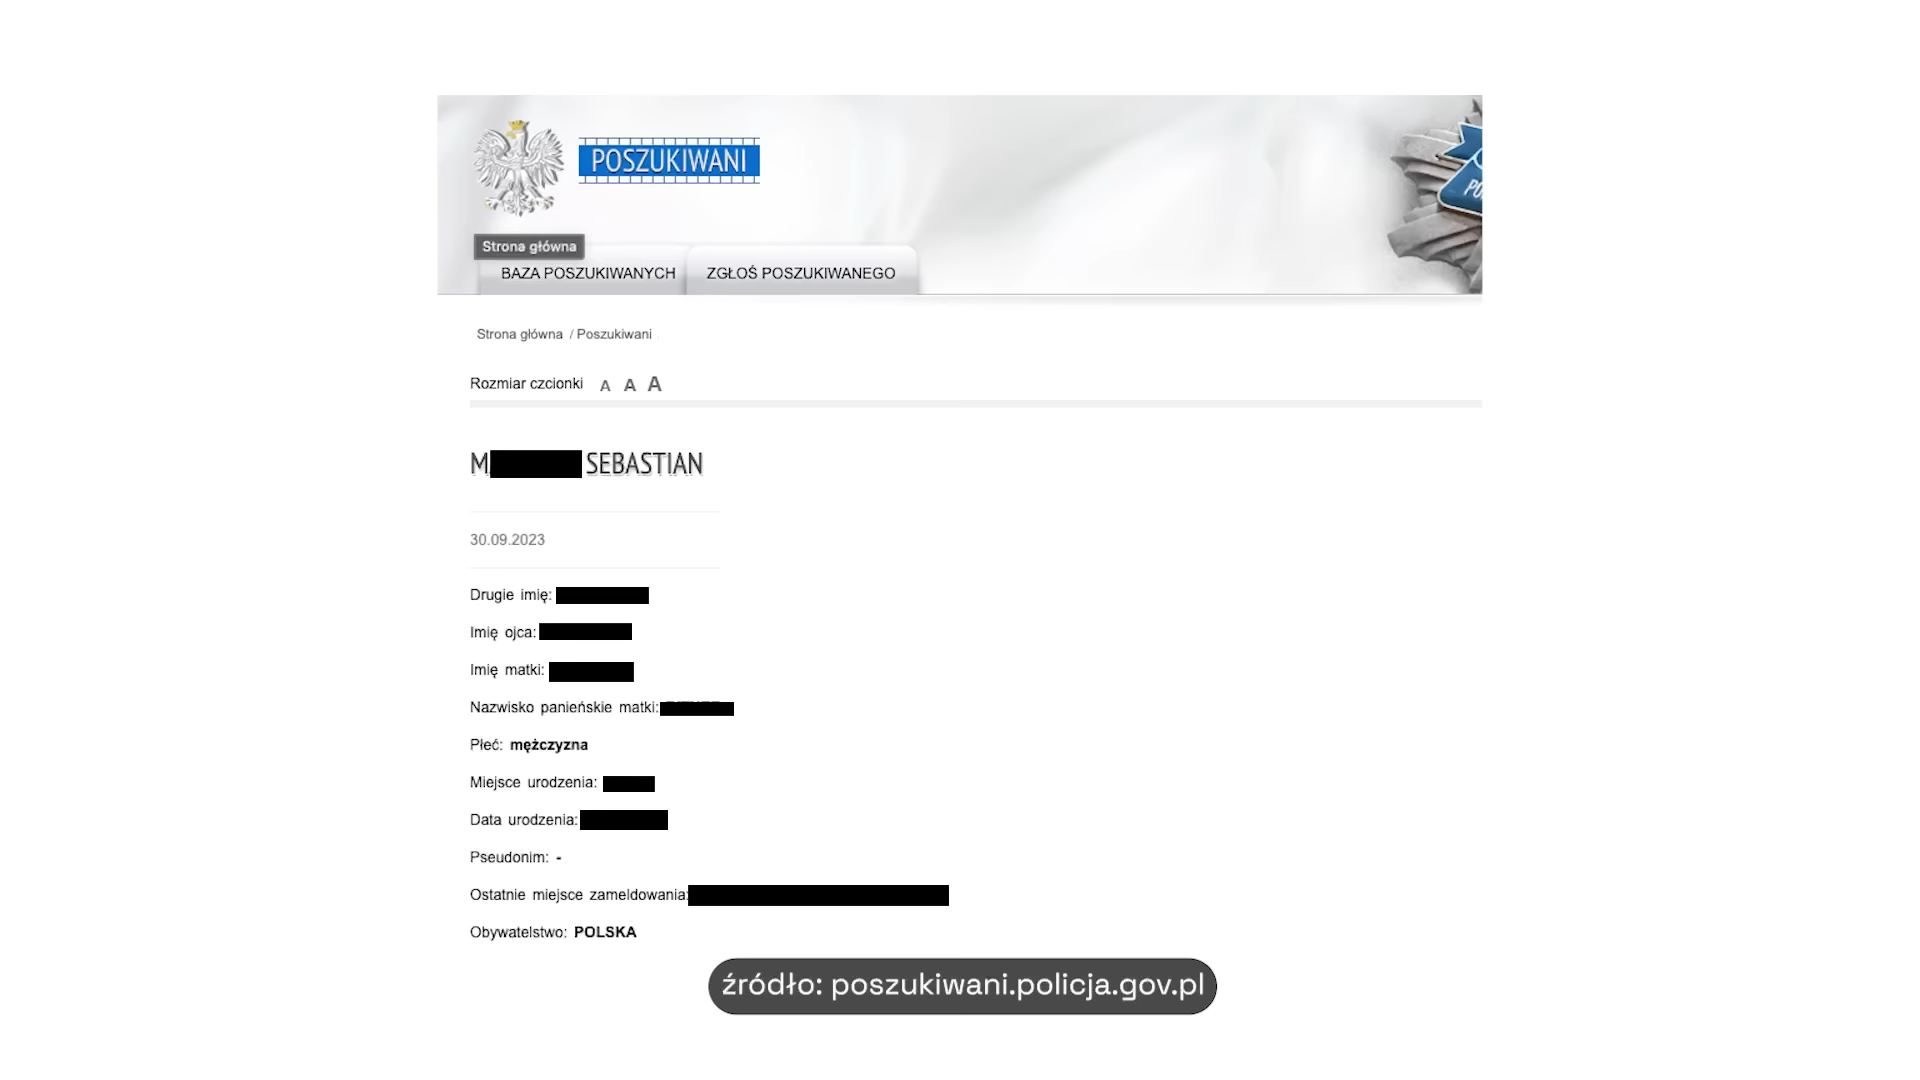 POSZUKIWANI
Strona główna
BAZA POSZUKIWANYCH ZGŁOŚ POSZUKIWANEGO
Strona główna / Poszukiwani
Rozmiar czcionki A A A
M SEBASTIAN
30.09.2023
Drugie imię:
Imię ojca:
Imię matki:
Nazwisko panieńskie matki:
Płeć: mężczyzna
Miejsce urodzenia:
Data urodzenia:
Pseudonim: -
Ostatnie miejsce zameldowania:
Obywatelstwo: POLSKA
źródło: poszukiwani.policja.gov.pl